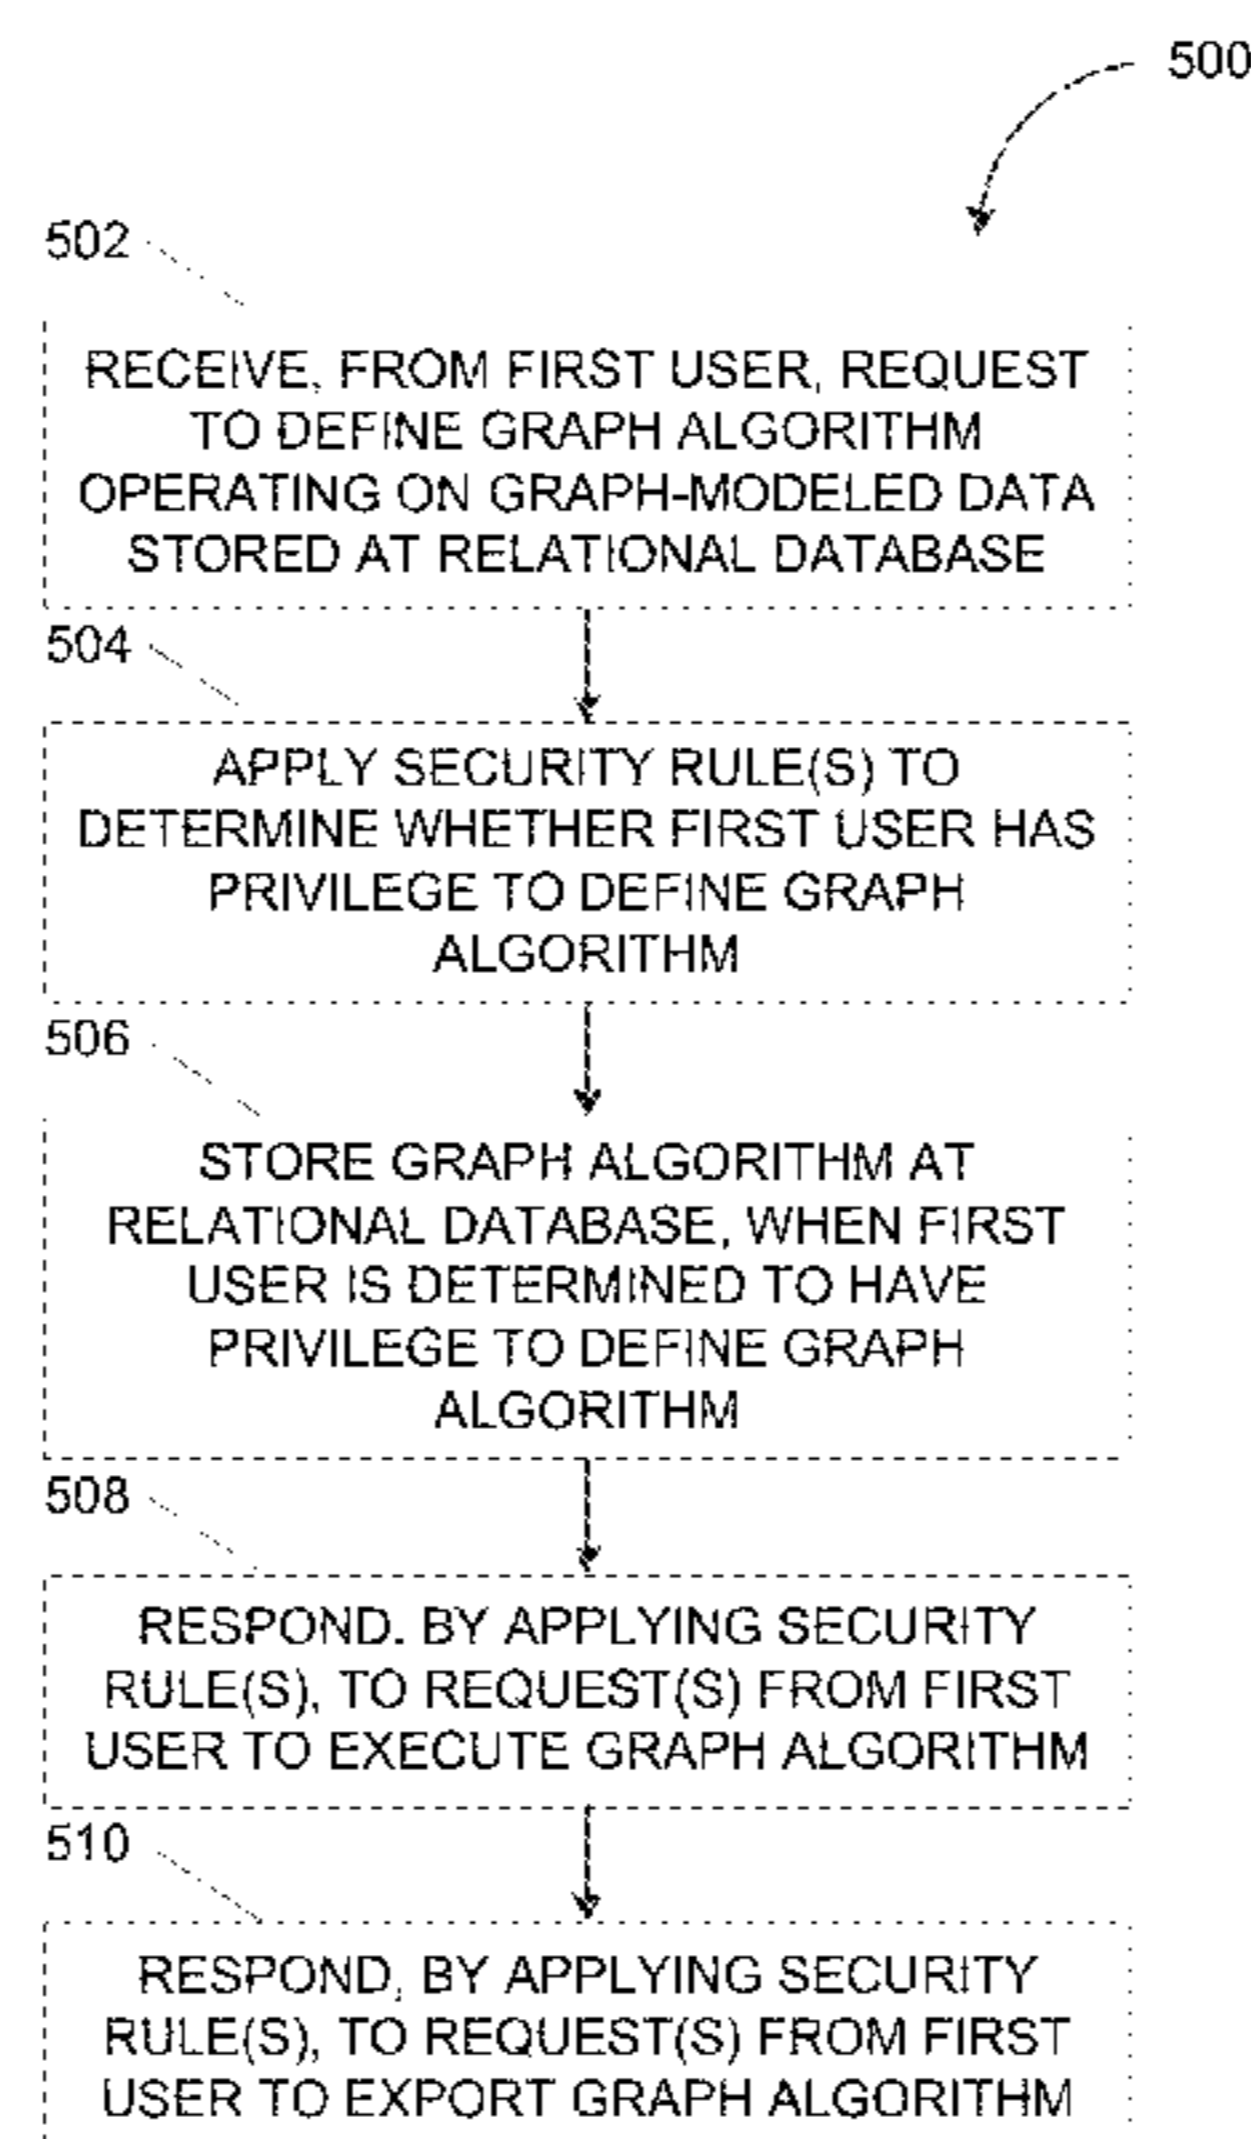 500
502
RECEIVE, FROM FIRST USER, REQUEST
TO DEFINE GRAPH ALGORITHM
OPERATING ON GRAPH-MODELED DATA
STORED AT RELATIONAL DATABASE
504
APPLY SECURITY RULE(S) TO
DETERMINE WHETHER FIRST USER HAS
PRIVILEGE TO DEFINE GRAPH
ALGORITHM
506
STORE GRAPH ALGORITHM AT
RELATIONAL DATABASE, WHEN FIRST
USER IS DETERMINED TO HAVE
PRIVILEGE TO DEFINE GRAPH
ALGORITHM
508
RESPOND. BY APPLYING SECURITY
RULE(S), TO REQUEST(S) FROM FIRST
USER TO EXECUTE GRAPH ALGORITHM
510
RESPOND, BY APPLYING SECURITY
RULE(S), TO REQUEST(S) FROM FIRST
USER TO EXPORT GRAPH ALGORITHM